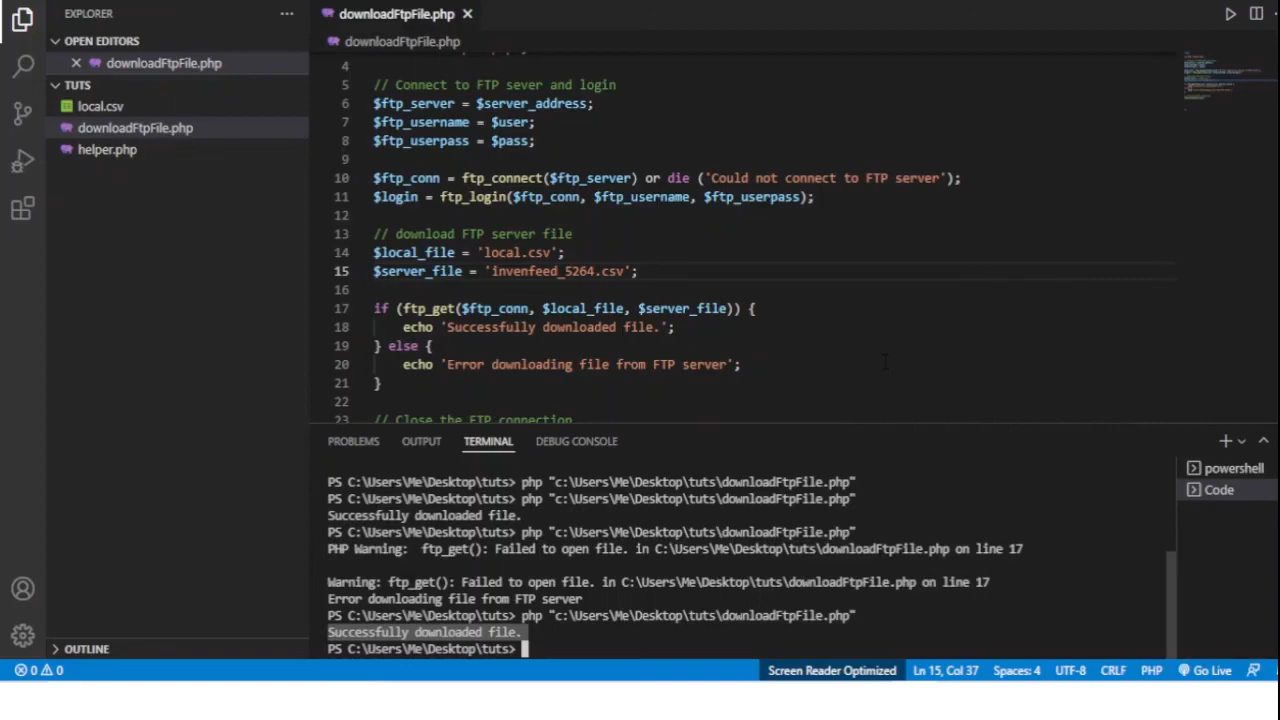 EXPLORER
OPEN EDITORS
downloadFtpFile.php
TUTS
local.csv
downloadFtpFile.php
helper.php
OUTLINE
downloadFtpFile.php
downloadFtpFile.php
4
5 // Connect to FTP sever and login
6 $ftp_server = $server_address;
7 $ftp_username = $user;
8 $ftp_userpass = $pass;
9
10 $ftp_conn = ftp_connect($ftp_server) or die ('Could not connect to FTP server');
11 $login = ftp_login($ftp_conn, $ftp_username, $ftp_userpass);
12
13 // download FTP server file
14 $local_file = 'local.csv';
15 $server_file = 'invenfeed_5264.csv';
16
17 if (ftp_get($ftp_conn, $local_file, $server_file)) {
18 echo 'Successfully downloaded file.';
19 } else {
20 echo 'Error downloading file from FTP server';
21 }
22
23 // Close the FTP connection
PROBLEMS OUTPUT TERMINAL DEBUG CONSOLE
PS C:\Users\Me\Desktop\tuts> php "c:\Users\Me\Desktop\tuts\downloadFtpFile.php"
PS C:\Users\Me\Desktop\tuts> php "c:\Users\Me\Desktop\tuts\downloadFtpFile.php"
Successfully downloaded file.
PS C:\Users\Me\Desktop\tuts> php "c:\Users\Me\Desktop\tuts\downloadFtpFile.php"
PHP Warning:  ftp_get(): Failed to open file. in C:\Users\Me\Desktop\tuts\downloadFtpFile.php on line 17
Warning: ftp_get(): Failed to open file. in C:\Users\Me\Desktop\tuts\downloadFtpFile.php on line 17
Error downloading file from FTP server
PS C:\Users\Me\Desktop\tuts> php "c:\Users\Me\Desktop\tuts\downloadFtpFile.php"
Successfully downloaded file.
PS C:\Users\Me\Desktop\tuts>
powershell
Code
0 0 Screen Reader Optimized Ln 15, Col 37 Spaces: 4 UTF-8 CRLF PHP Go Live